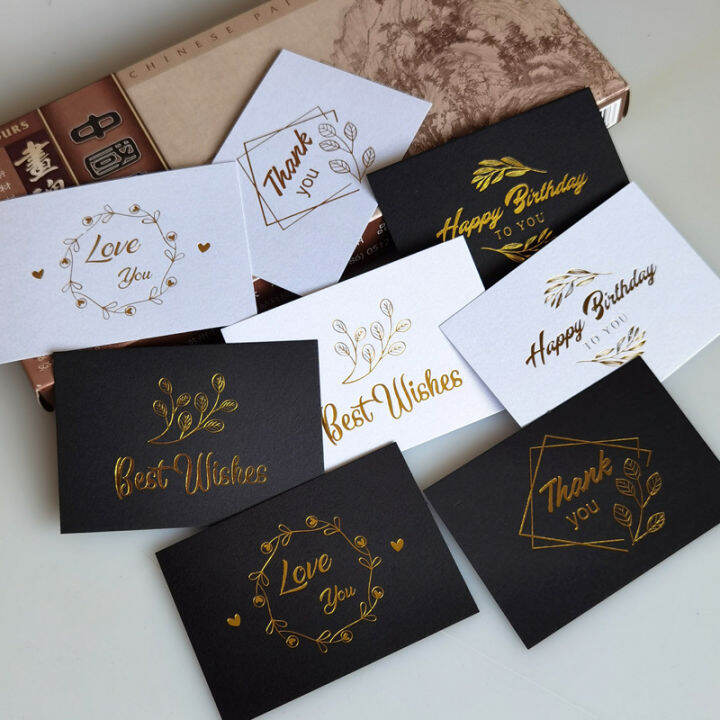 CHINESE PAI
OURS
中國
畫
Thank
you
Happy Birthday
TO YOU
Love
You
Happy Birthday
TO YOU
Best Wishes
Best Wishes
Thank
you
Love
You